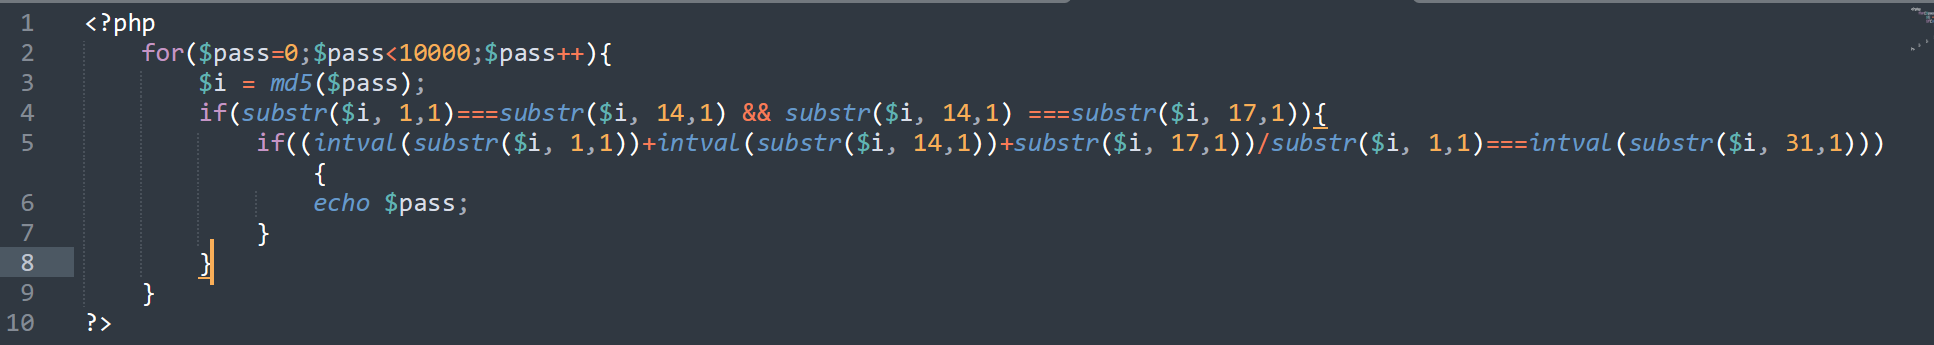 1 <?php
2 for($pass=0;$pass<10000;$pass++){
3 $i = md5($pass);
4 if(substr($i, 1,1)===substr($i, 14,1) && substr($i, 14,1) ===substr($i, 17,1)){
5 if((intval(substr($i, 1,1))+intval(substr($i, 14,1))+substr($i, 17,1))/substr($i, 1,1)===intval(substr($i, 31,1)))
{
6 echo $pass;
7 }
8 }
9 }
10 ?>